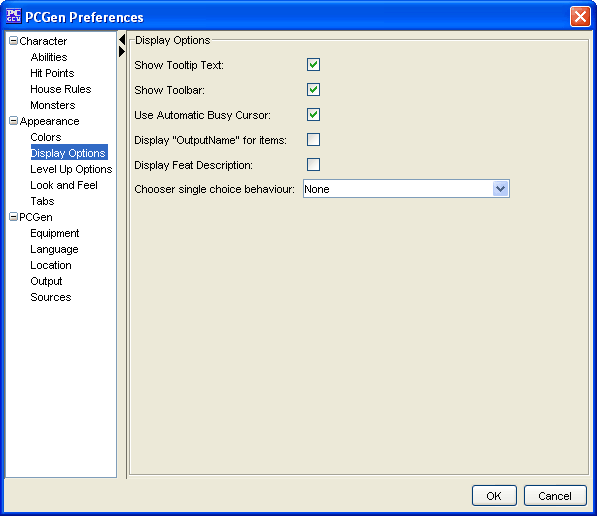 PC GEN PCGen Preferences
Character
Abilities
Hit Points
House Rules
Monsters
Appearance
Colors
Display Options
Level Up Options
Look and Feel
Tabs
PCGen
Equipment
Language
Location
Output
Sources
Display Options
Show Tooltip Text:
Show Toolbar:
Use Automatic Busy Cursor:
Display "OutputName" for items:
Display Feat Description:
Chooser single choice behaviour: None
OK Cancel